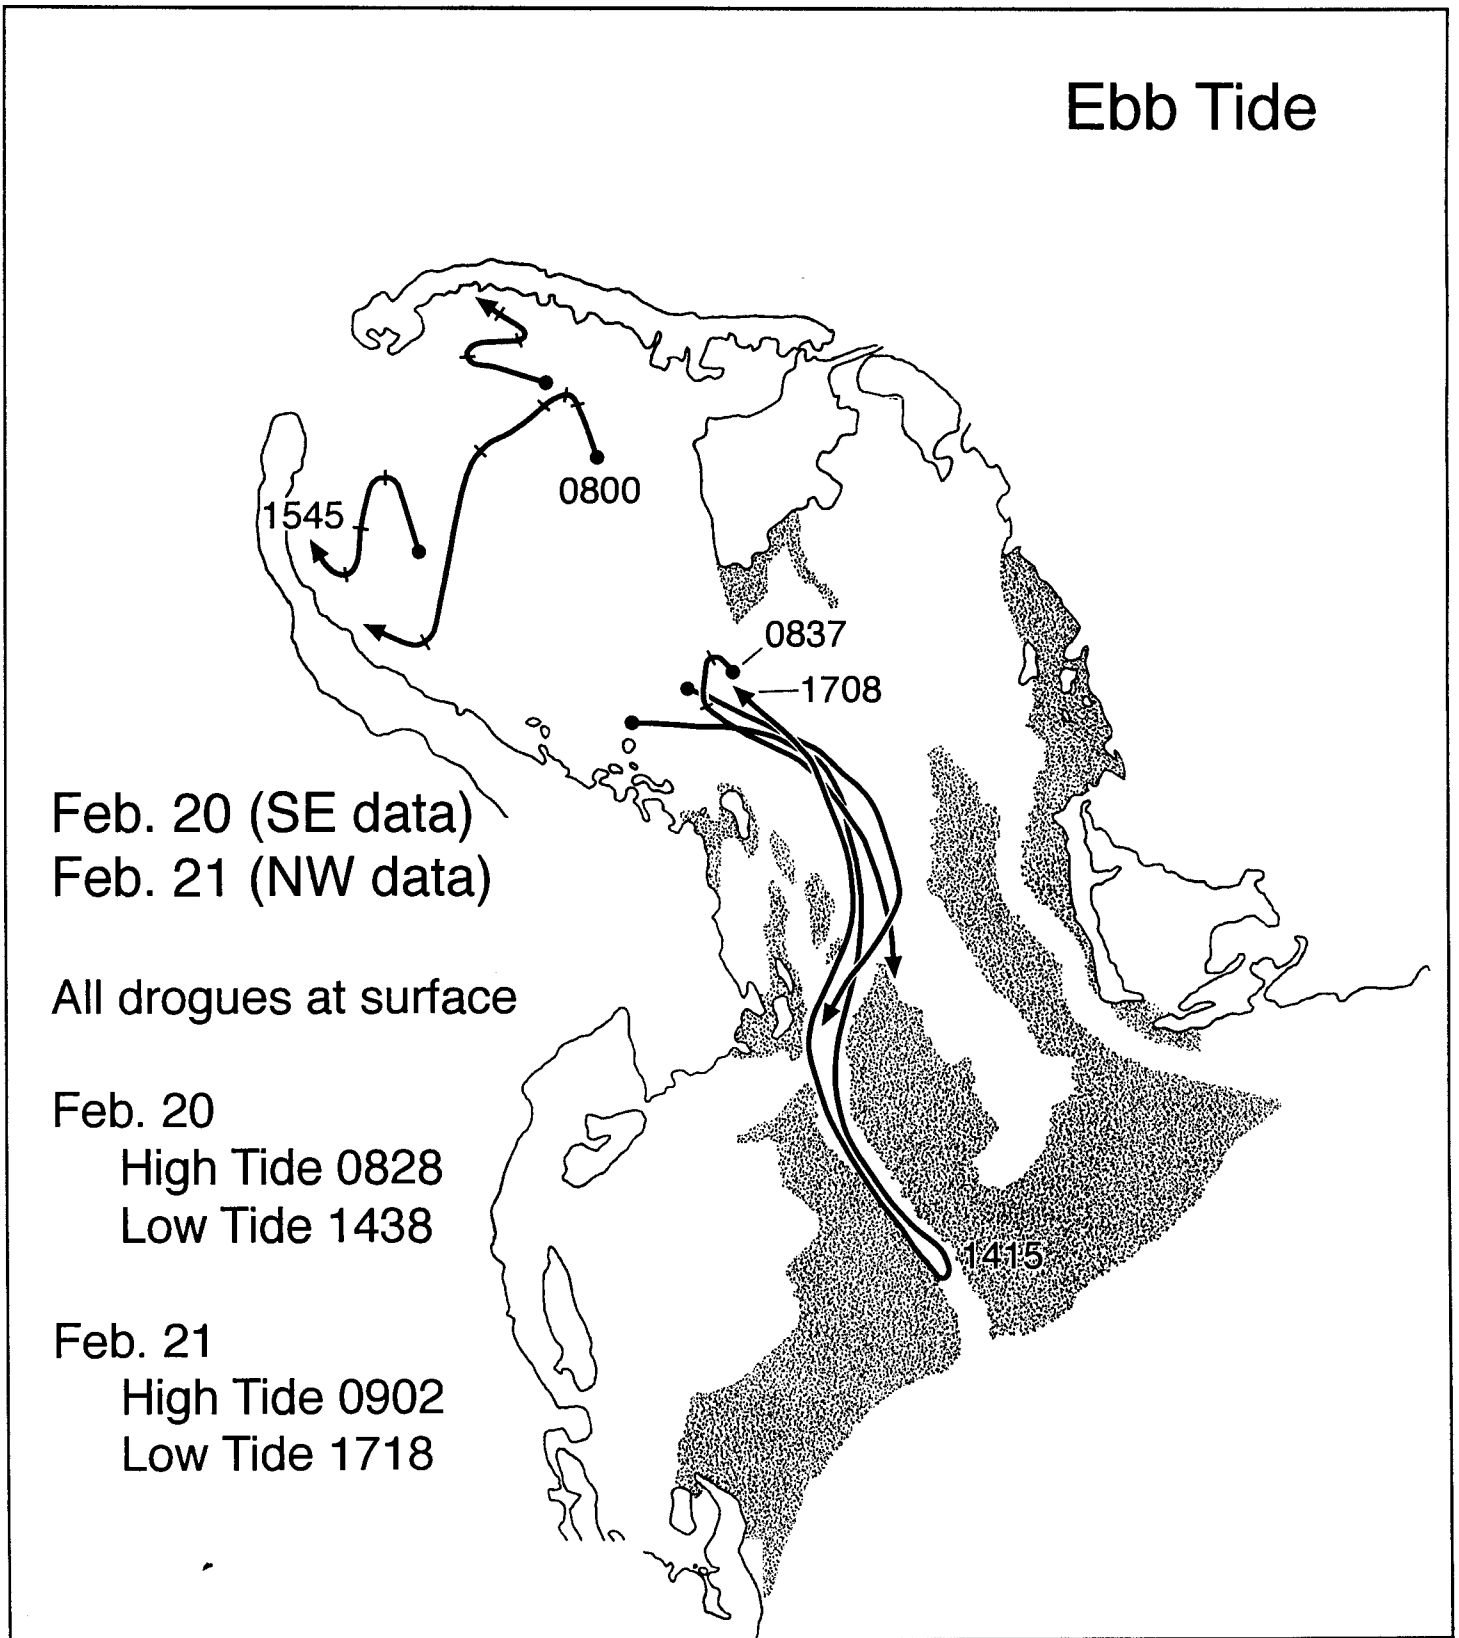 Ebb Tide
0800
1545
0837
1708
Feb. 20 (SE data)
Feb. 21 (NW data)
All drogues at surface
Feb. 20
High Tide 0828
Low Tide 1438
1415
Feb. 21
High Tide 0902
Low Tide 1718